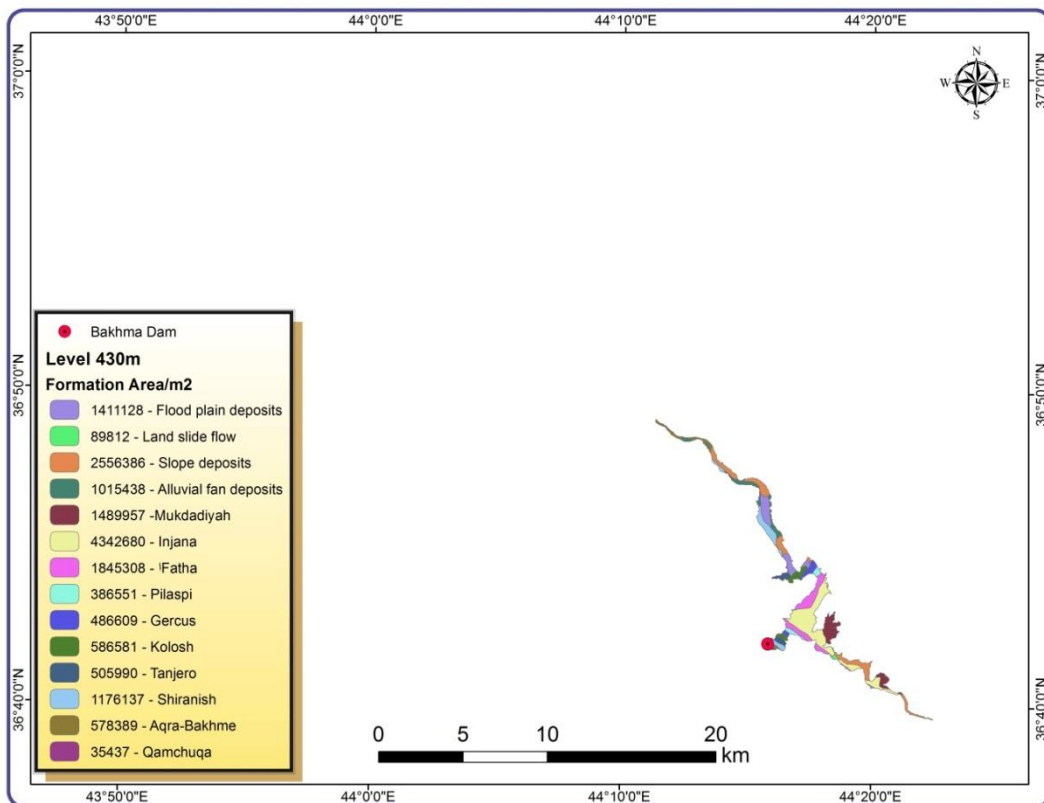 43°50'0"E 44°0'0"E 44°10'0"E 44°20'0"E
37°0'0"N 37°0'0"N
N
W E
S
Bakhma Dam
Level 430m
Formation Area/m2
1411128 - Flood plain deposits
89812 - Land slide flow
2556386 - Slope deposits
1015438 - Alluvial fan deposits
1489957 -Mukdadiyah
4342680 - Injana
1845308 - ˡFatha
386551 - Pilaspi
486609 - Gercus
586581 - Kolosh
505990 - Tanjero
1176137 - Shiranish
578389 - Aqra-Bakhme
35437 - Qamchuqa
36°50'0"N 36°50'0"N
36°40'0"N 36°40'0"N
0 5 10 20
km
43°50'0"E 44°0'0"E 44°10'0"E 44°20'0"E